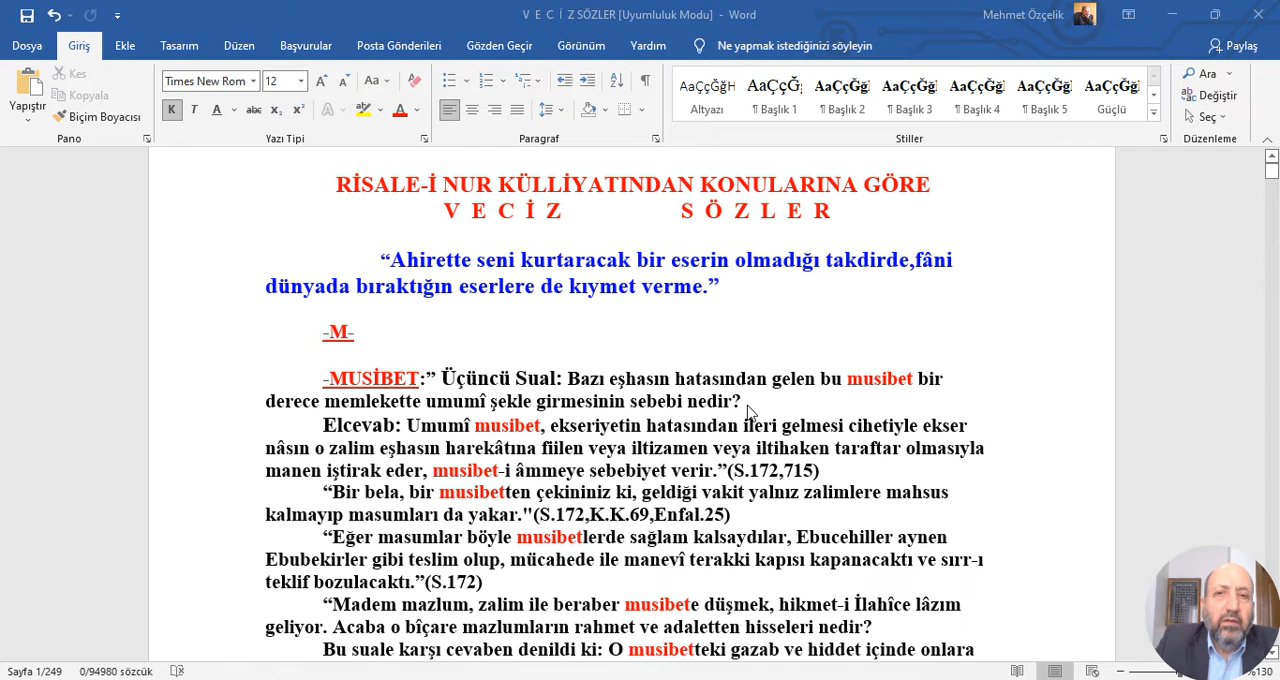 V E C İ Z SÖZLER [Uyumluluk Modu] - Word
Mehmet Özçelik
Dosya Giriş Ekle Tasarım Düzen Başvurular Posta Gönderileri Gözden Geçir Görünüm Yardım Ne yapmak istediğinizi söyleyin Paylaş
Yapıştır
Kes
Kopyala
Biçim Boyacısı
Pano
Times New Rom 12
Aa
K T A abc x₂ x² A A
Yazı Tipi
Paragraf
AaÇçĞğH AaÇçĞğ AaÇçĞğ AaÇçĞğ AaÇçĞğ AaÇçĞğ AaÇçĞğ
Altyazı ¶ Başlık 1 ¶ Başlık 2 ¶ Başlık 3 ¶ Başlık 4 ¶ Başlık 5 Güçlü
Stiller
Ara
Değiştir
Seç
Düzenleme
RİSALE-İ NUR KÜLLİYATINDAN KONULARINA GÖRE
V E C İ Z S Ö Z L E R
“Ahirette seni kurtaracak bir eserin olmadığı takdirde,fâni
dünyada bıraktığın eserlere de kıymet verme.”
-M-
-MUSİBET:” Üçüncü Sual: Bazı eşhasın hatasından gelen bu musibet bir
derece memlekette umumî şekle girmesinin sebebi nedir?
Elcevab: Umumî musibet, ekseriyetin hatasından ileri gelmesi cihetiyle ekser
nâsın o zalim eşhasın harekâtına fiilen veya iltizamen veya iltihaken taraftar olmasıyla
manen iştirak eder, musibet-i âmmeye sebebiyet verir.”(S.172,715)
“Bir bela, bir musibetten çekininiz ki, geldiği vakit yalnız zalimlere mahsus
kalmayıp masumları da yakar."(S.172,K.K.69,Enfal.25)
“Eğer masumlar böyle musibetlerde sağlam kalsaydılar, Ebucehiller aynen
Ebubekirler gibi teslim olup, mücahede ile manevî terakki kapısı kapanacaktı ve sırr-ı
teklif bozulacaktı.”(S.172)
“Madem mazlum, zalim ile beraber musibete düşmek, hikmet-i İlahîce lâzım
geliyor. Acaba o bîçare mazlumların rahmet ve adaletten hisseleri nedir?
Bu suale karşı cevaben denildi ki: O musibetteki gazab ve hiddet içinde onlara
Sayfa 1/249 0/94980 sözcük
%130